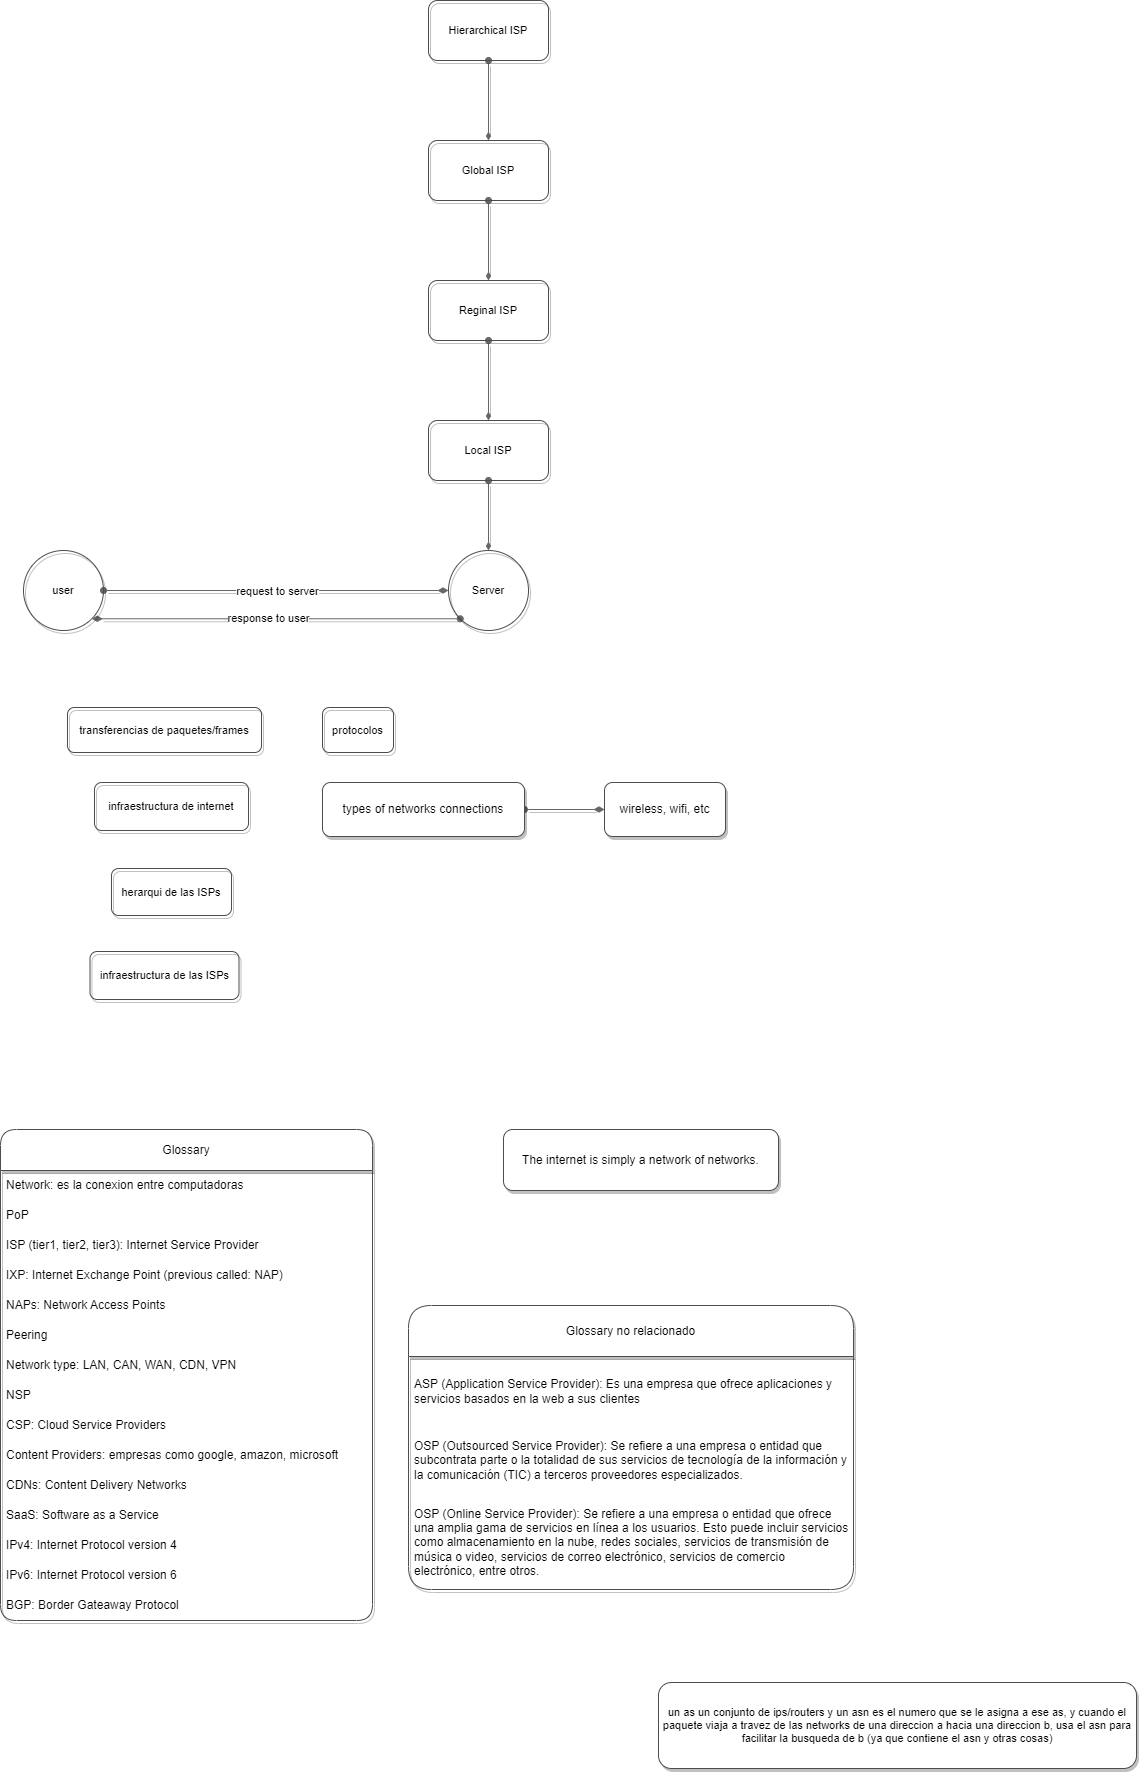 Hierarchical ISP
Global ISP
Reginal ISP
Local ISP
user
request to server
Server
response to user
transferencias de paquetes/frames
protocolos
infraestructura de internet
types of networks connections
wireless, wifi, etc
herarqui de las ISPs
infraestructura de las ISPs
Glossary
Network: es la conexion entre computadoras
PoP
ISP (tier1, tier2, tier3): Internet Service Provider
IXP: Internet Exchange Point (previous called: NAP)
NAPs: Network Access Points
Peering
Network type: LAN, CAN, WAN, CDN, VPN
NSP
CSP: Cloud Service Providers
Content Providers: empresas como google, amazon, microsoft
CDNs: Content Delivery Networks
SaaS: Software as a Service
IPv4: Internet Protocol version 4
IPv6: Internet Protocol version 6
BGP: Border Gateaway Protocol
The internet is simply a network of networks.
Glossary no relacionado
ASP (Application Service Provider): Es una empresa que ofrece aplicaciones y
servicios basados en la web a sus clientes
OSP (Outsourced Service Provider): Se refiere a una empresa o entidad que
subcontrata parte o la totalidad de sus servicios de tecnología de la información y
la comunicación (TIC) a terceros proveedores especializados.
OSP (Online Service Provider): Se refiere a una empresa o entidad que ofrece
una amplia gama de servicios en línea a los usuarios. Esto puede incluir servicios
como almacenamiento en la nube, redes sociales, servicios de transmisión de
música o video, servicios de correo electrónico, servicios de comercio
electrónico, entre otros.
un as un conjunto de ips/routers y un asn es el numero que se le asigna a ese as, y cuando el
paquete viaja a travez de las networks de una direccion a hacia una direccion b, usa el asn para
facilitar la busqueda de b (ya que contiene el asn y otras cosas)